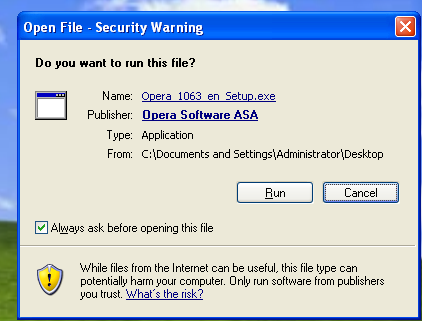 Open File - Security Warning
Do you want to run this file?
Name: Opera_1063_en_Setup.exe
Publisher: Opera Software ASA
Type: Application
From: C:\Documents and Settings\Administrator\Desktop
Run Cancel
Always ask before opening this file
While files from the Internet can be useful, this file type can
potentially harm your computer. Only run software from publishers
you trust. What's the risk?